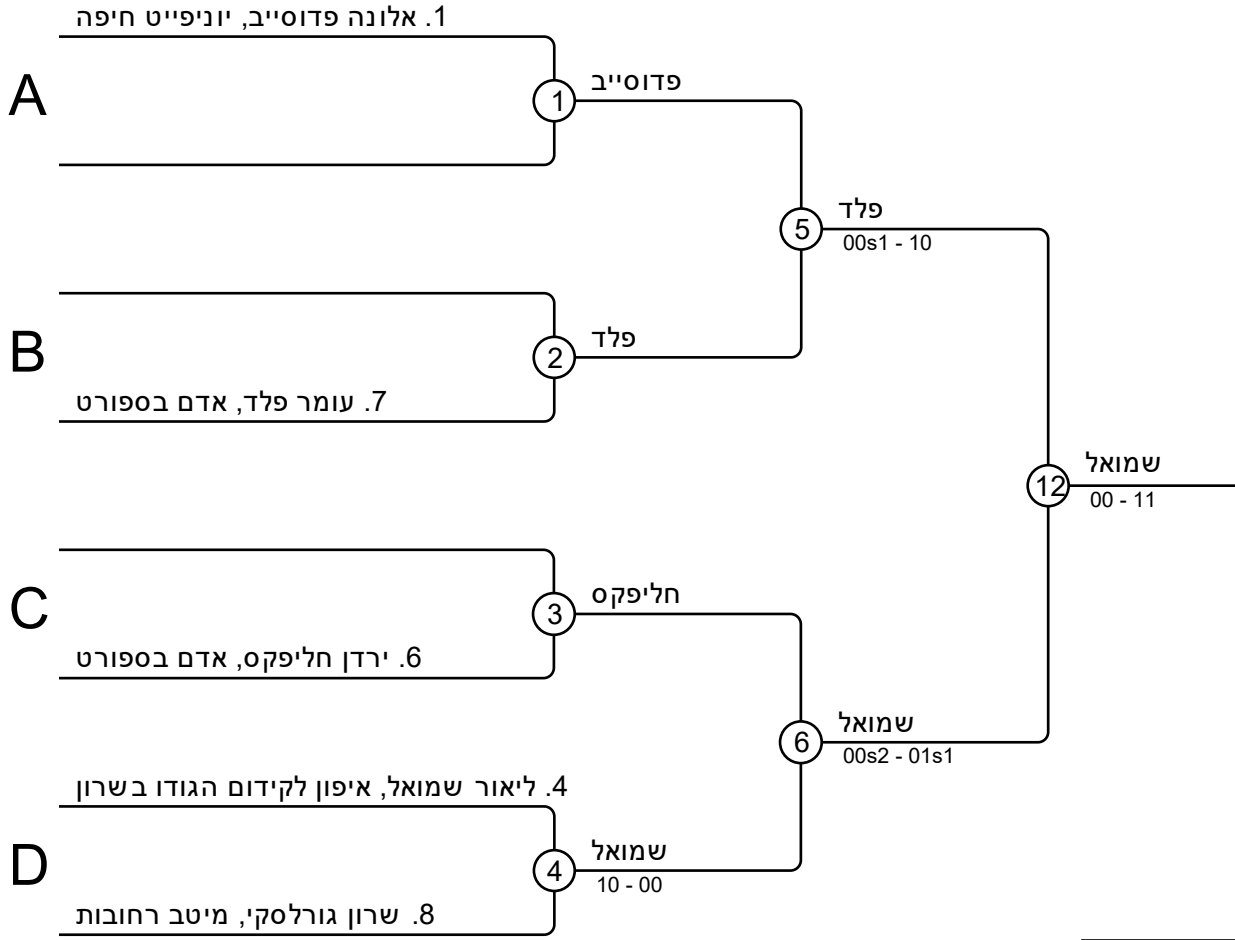 1. אלונה פדוסייב, יוניפייט חיפה
A
1
פדוסייב
5
פלד
00s1 - 10
B
2
פלד
7. עומר פלד, אדם בספורט
12
שמואל
00 - 11
C
3
חליפקס
6. ירדן חליפקס, אדם בספורט
6
שמואל
00s2 - 01s1
4. ליאור שמואל, איפון לקידום הגודו בשרון
D
4
שמואל
10 - 00
8. שרון גורלסקי, מיטב רחובות